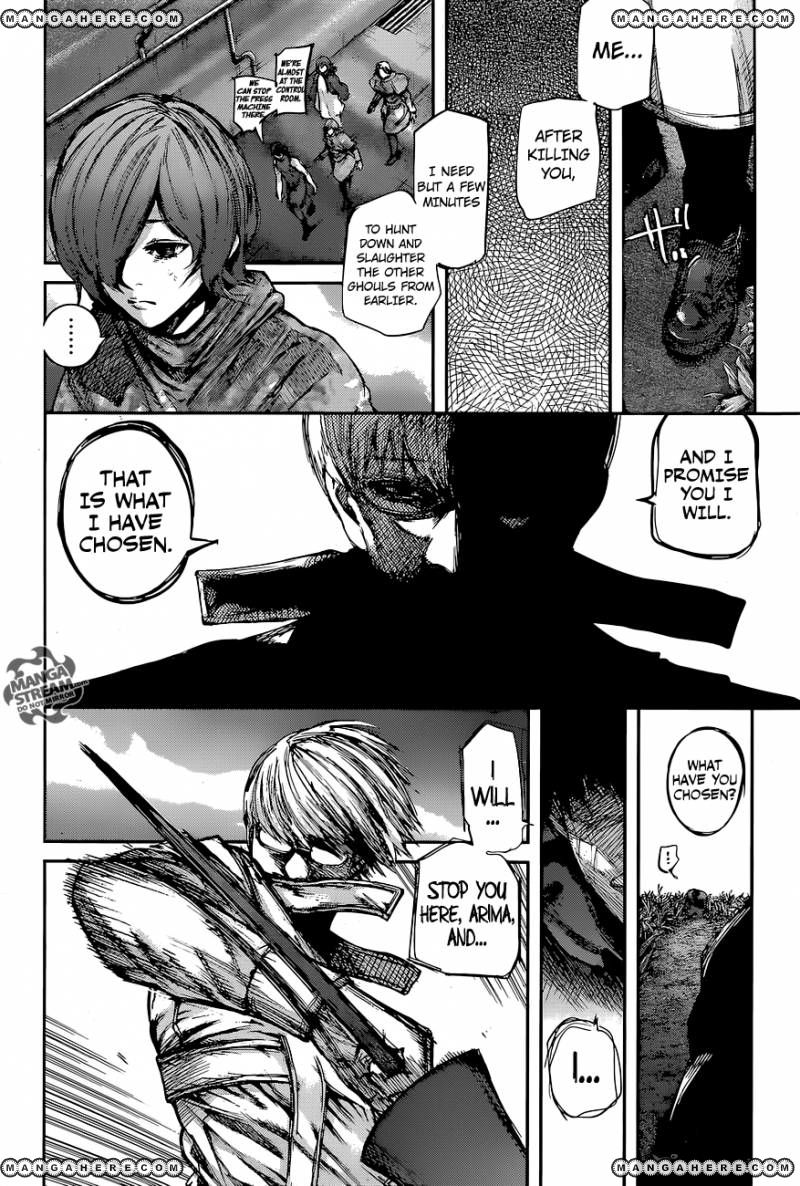 MANGAHERE.COM
MANGAHERE.COM
ME...
AFTER
KILLING
YOU,
I NEED
BUT A FEW
MINUTES
TO HUNT
DOWN AND
SLAUGHTER
THE OTHER
GHOULS FROM
EARLIER.
WE'RE
ALMOST
AT THE
CONTROL
ROOM.
WE
CAN STOP
THE PRESS
MACHINE
THERE.
......
AND I
PROMISE
YOU I
WILL.
THAT
IS WHAT
I HAVE
CHOSEN.
MANGA
STREAM.com
DO NOT MIRROR
WHAT
HAVE YOU
CHOSEN?
...
I...
I
WILL
...
STOP YOU
HERE, ARIMA,
AND...
MANGAHERE.COM
MANGAHERE.COM